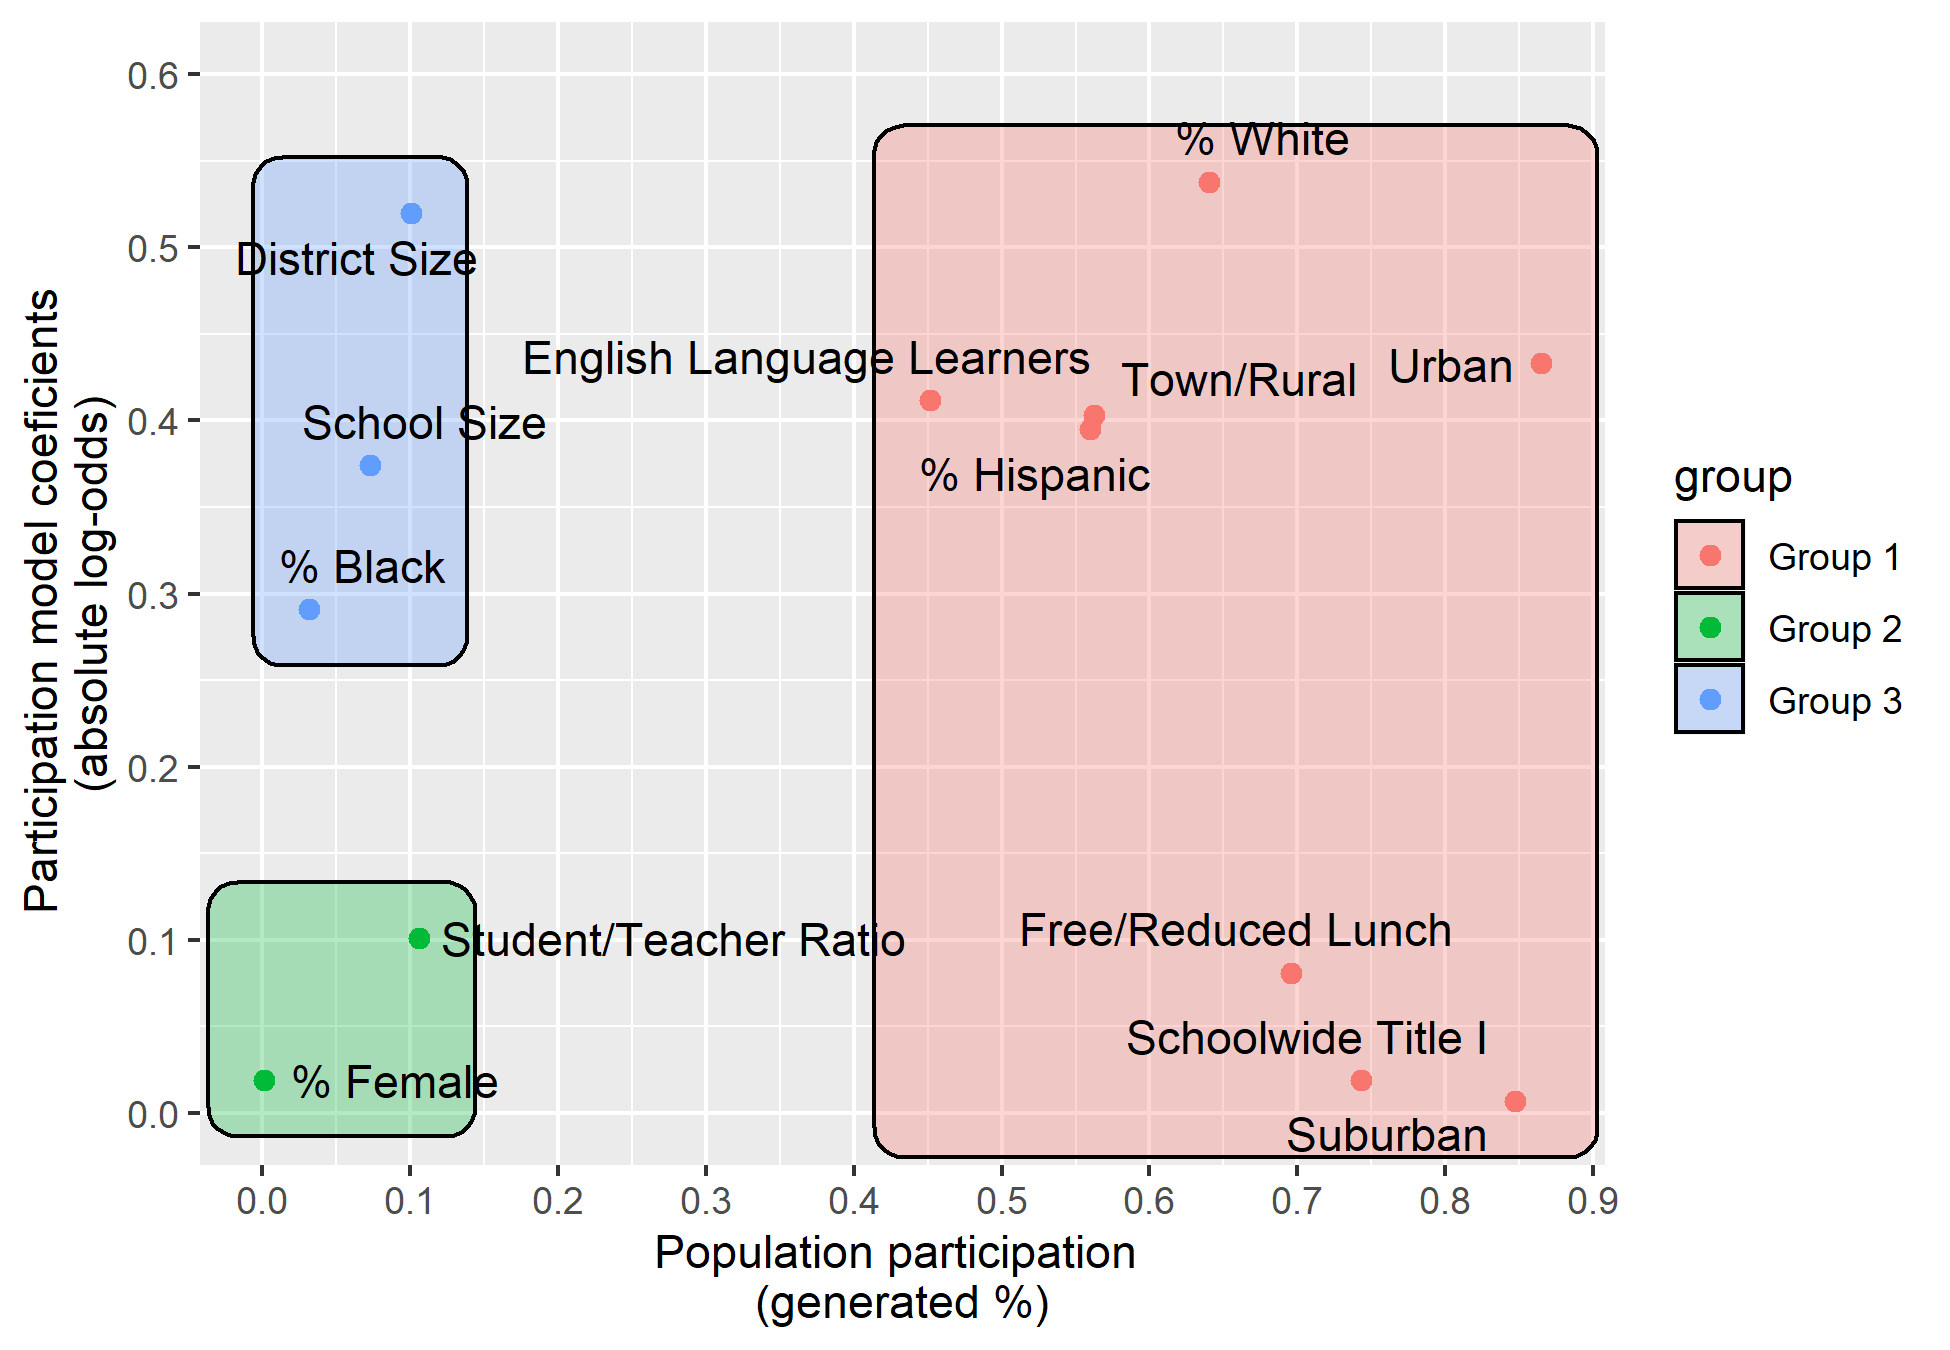 Participation model coeficients
(absolute log-odds)
0.6
0.5
0.4
0.3
0.2
0.1
0.0
% White
District Size
English Language Learners
Town/Rural
Urban
School Size
% Hispanic
% Black
Student/Teacher Ratio
Free/Reduced Lunch
Schoolwide Title I
% Female
Suburban
0.0 0.1 0.2 0.3 0.4 0.5 0.6 0.7 0.8 0.9
Population participation
(generated %)
group
Group 1
Group 2
Group 3